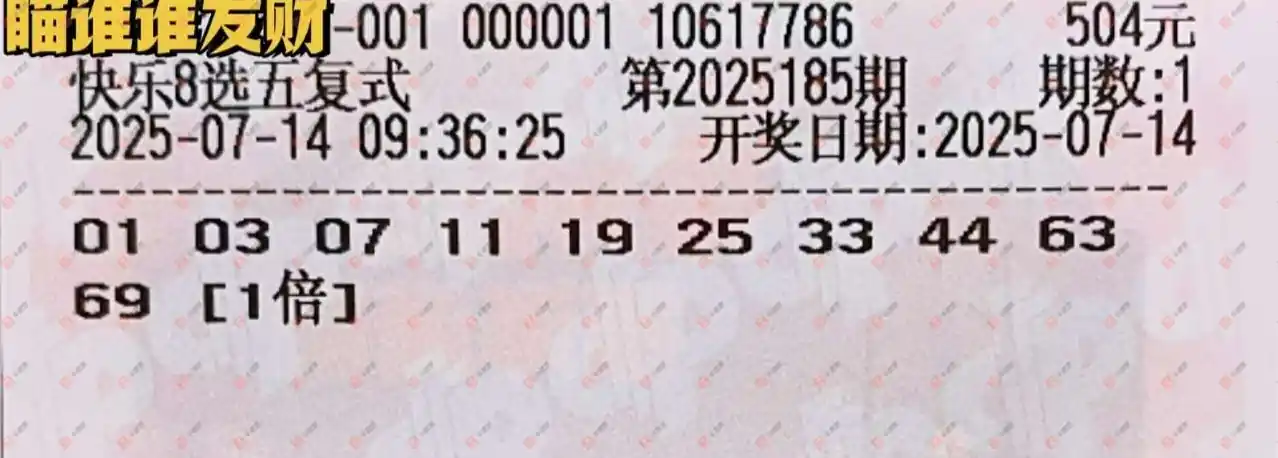 瞄谁谁发财
-001 000001 10617786 504元
快乐8选五复式 第2025185期 期数:1
2025-07-14 09:36:25 开奖日期:2025-07-14
01 03 07 11 19 25 33 44 63
69 [1倍]